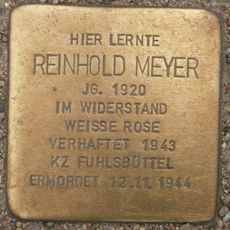 HIER LERNTE
REINHOLD MEYER
JG. 1920
IM WIDERSTAND
WEISSE ROSE
VERHAFTET 1943
KZ FUHLSBÜTTEL
ERMORDET 12.11.1944